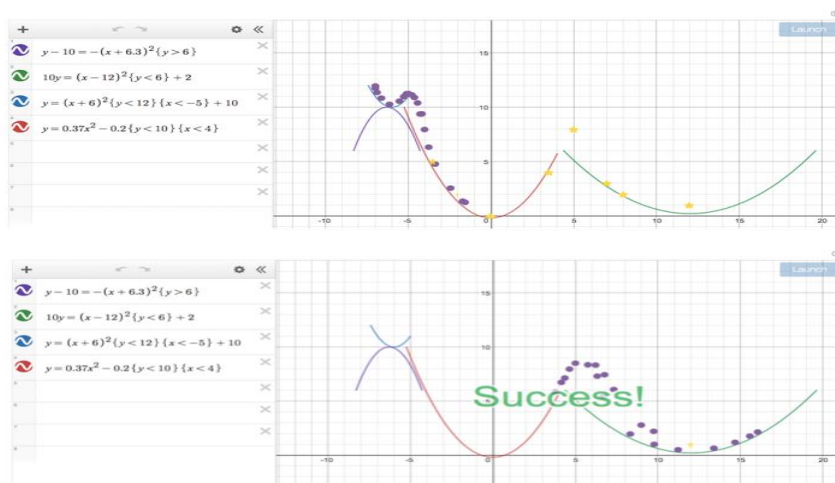 Launch
y − 10 = −(x + 6.3)² {y > 6}
10y = (x − 12)² {y < 6} + 2
y = (x + 6)² {y < 12} {x < −5} + 10
y = 0.37x² − 0.2 {y < 10} {x < 4}
15
10
5
-10 -5 0 5 10 15 20
Launch
y − 10 = −(x + 6.3)² {y > 6}
10y = (x − 12)² {y < 6} + 2
y = (x + 6)² {y < 12} {x < −5} + 10
y = 0.37x² − 0.2 {y < 10} {x < 4}
15
10
Success!
-10 -5 0 5 10 15 20